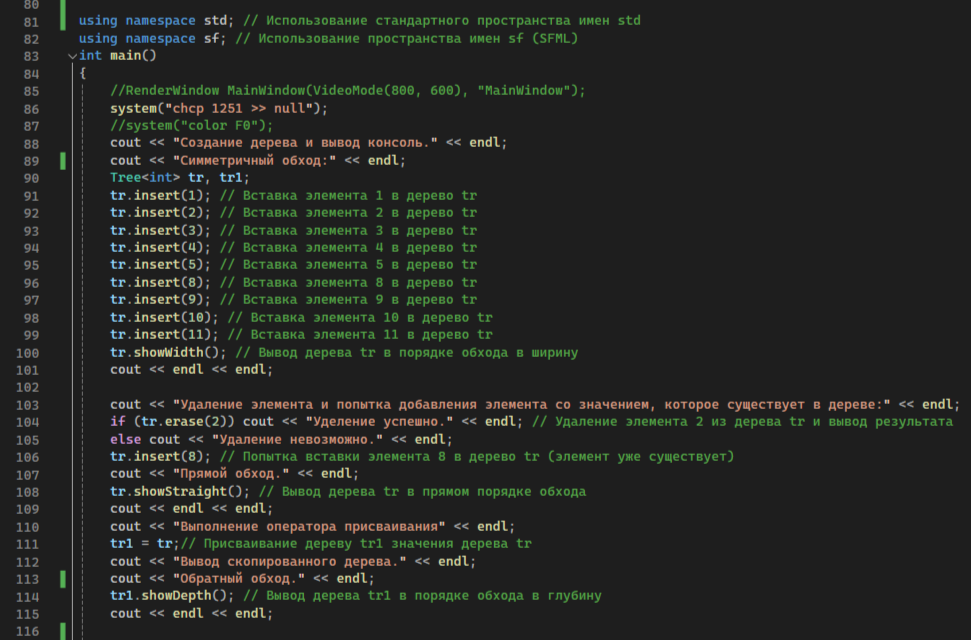 80
81 using namespace std; // Использование стандартного пространства имен std
82 using namespace sf; // Использование пространства имен sf (SFML)
83 int main()
84 {
85 //RenderWindow MainWindow(VideoMode(800, 600), "MainWindow");
86 system("chcp 1251 >> null");
87 //system("color F0");
88 cout << "Создание дерева и вывод консоль." << endl;
89 cout << "Симметричный обход:" << endl;
90 Tree<int> tr, tr1;
91 tr.insert(1); // Вставка элемента 1 в дерево tr
92 tr.insert(2); // Вставка элемента 2 в дерево tr
93 tr.insert(3); // Вставка элемента 3 в дерево tr
94 tr.insert(4); // Вставка элемента 4 в дерево tr
95 tr.insert(5); // Вставка элемента 5 в дерево tr
96 tr.insert(8); // Вставка элемента 8 в дерево tr
97 tr.insert(9); // Вставка элемента 9 в дерево tr
98 tr.insert(10); // Вставка элемента 10 в дерево tr
99 tr.insert(11); // Вставка элемента 11 в дерево tr
100 tr.showWidth(); // Вывод дерева tr в порядке обхода в ширину
101 cout << endl << endl;
102
103 cout << "Удаление элемента и попытка добавления элемента со значением, которое существует в дереве:" << endl;
104 if (tr.erase(2)) cout << "Уделение успешно." << endl; // Удаление элемента 2 из дерева tr и вывод результата
105 else cout << "Удаление невозможно." << endl;
106 tr.insert(8); // Попытка вставки элемента 8 в дерево tr (элемент уже существует)
107 cout << "Прямой обход." << endl;
108 tr.showStraight(); // Вывод дерева tr в прямом порядке обхода
109 cout << endl << endl;
110 cout << "Выполнение оператора присваивания" << endl;
111 tr1 = tr;// Присваивание дереву tr1 значения дерева tr
112 cout << "Вывод скопированного дерева." << endl;
113 cout << "Обратный обход." << endl;
114 tr1.showDepth(); // Вывод дерева tr1 в порядке обхода в глубину
115 cout << endl << endl;
116